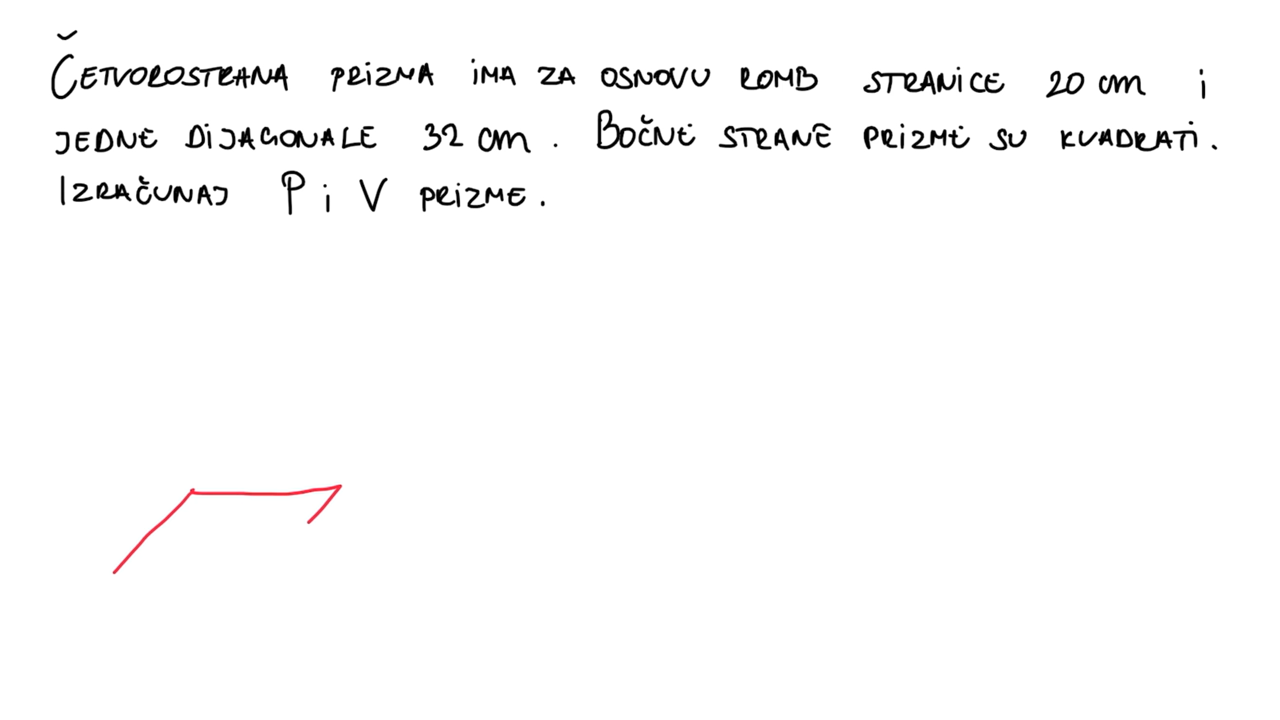 ČETVOROSTRANA PRIZMA IMA ZA OSNOVU ROMB STRANICE 20 cm i
JEDNE DIJAGONALE 32 cm. BOČNE STRANE PRIZME SU KVADRATI.
IZRAČUNAJ P i V PRIZME.